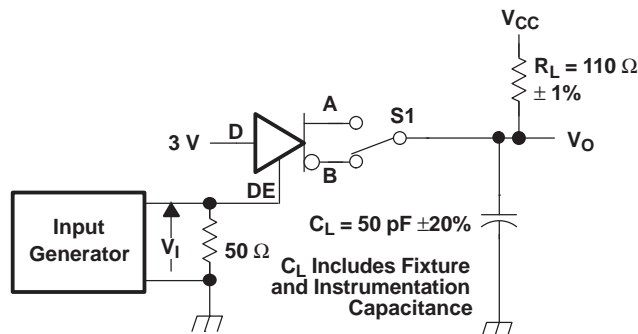 VCC
RL = 110 Ω
± 1%
A
S1
3 V
D
VO
B
DE
Input
Generator
VI
50 Ω
CL = 50 pF ±20%
CL Includes Fixture
and Instrumentation
Capacitance